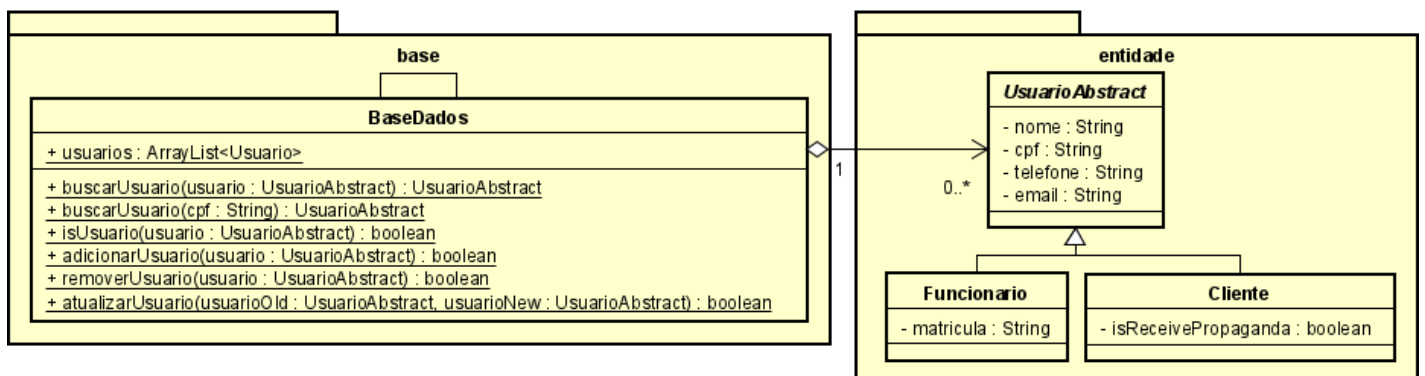 base
BaseDados
+ usuarios : ArrayList<Usuario>
+ buscarUsuario(usuario : UsuarioAbstract) : UsuarioAbstract
+ buscarUsuario(cpf : String) : UsuarioAbstract
+ isUsuario(usuario : UsuarioAbstract) : boolean
+ adicionarUsuario(usuario : UsuarioAbstract) : boolean
+ removerUsuario(usuario : UsuarioAbstract) : boolean
+ atualizarUsuario(usuarioOld : UsuarioAbstract, usuarioNew : UsuarioAbstract) : boolean
1
0..*
entidade
UsuarioAbstract
- nome : String
- cpf : String
- telefone : String
- email : String
Funcionario
- matricula : String
Cliente
- isReceivePropaganda : boolean